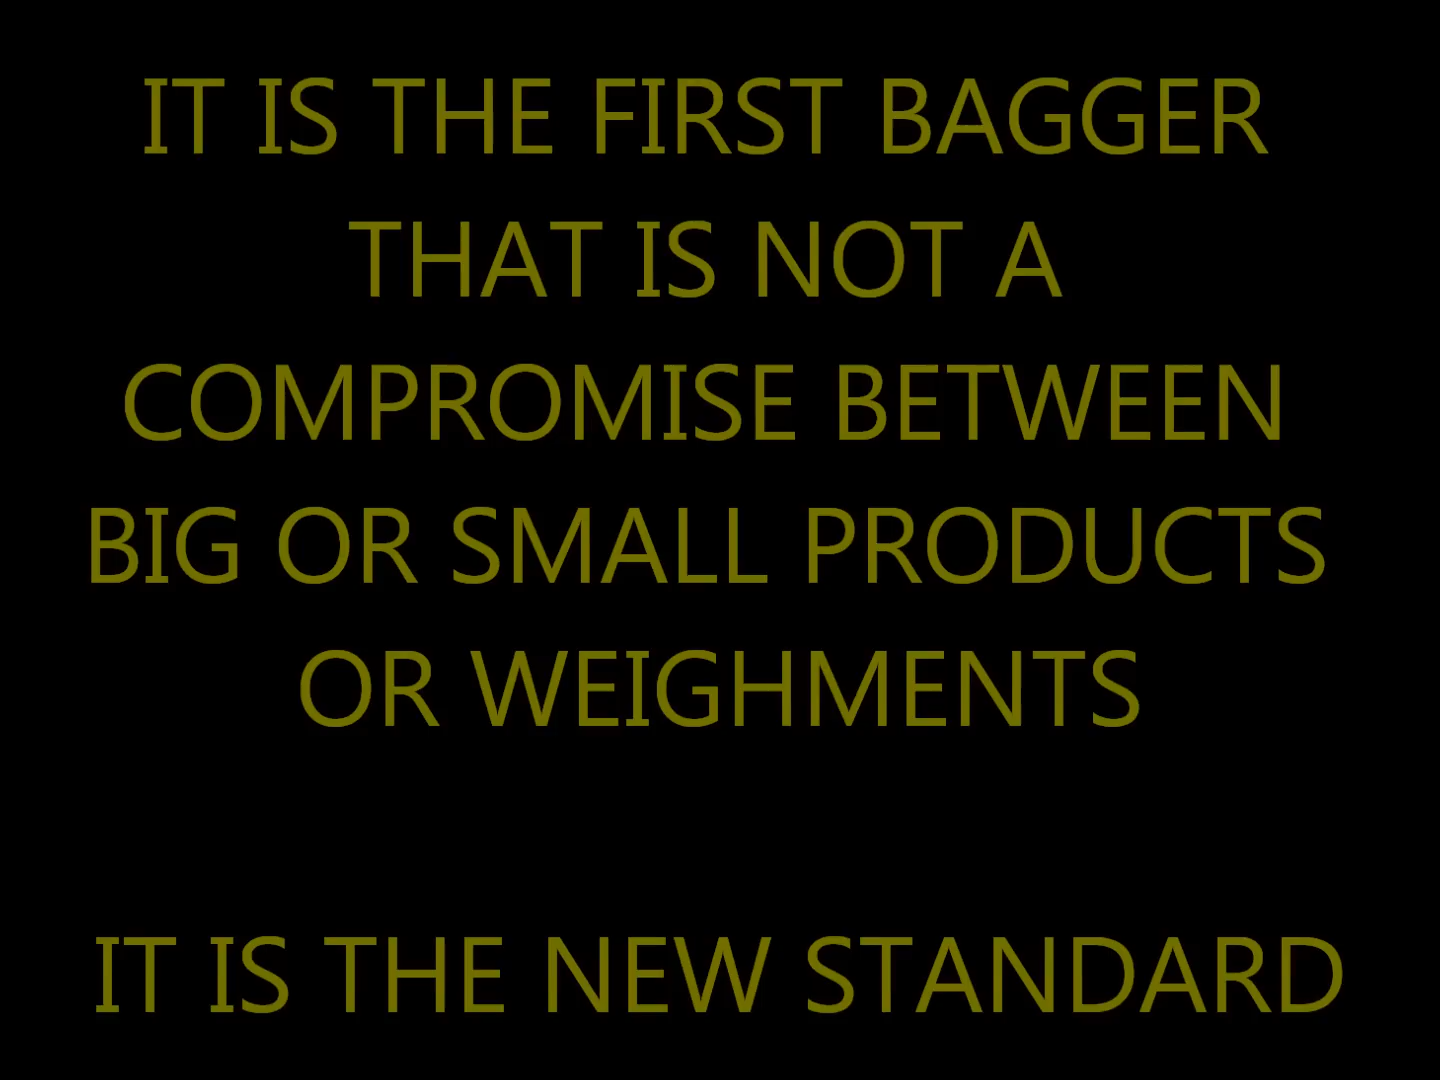 IT IS THE FIRST BAGGER
THAT IS NOT A
COMPROMISE BETWEEN
BIG OR SMALL PRODUCTS
OR WEIGHMENTS
IT IS THE NEW STANDARD